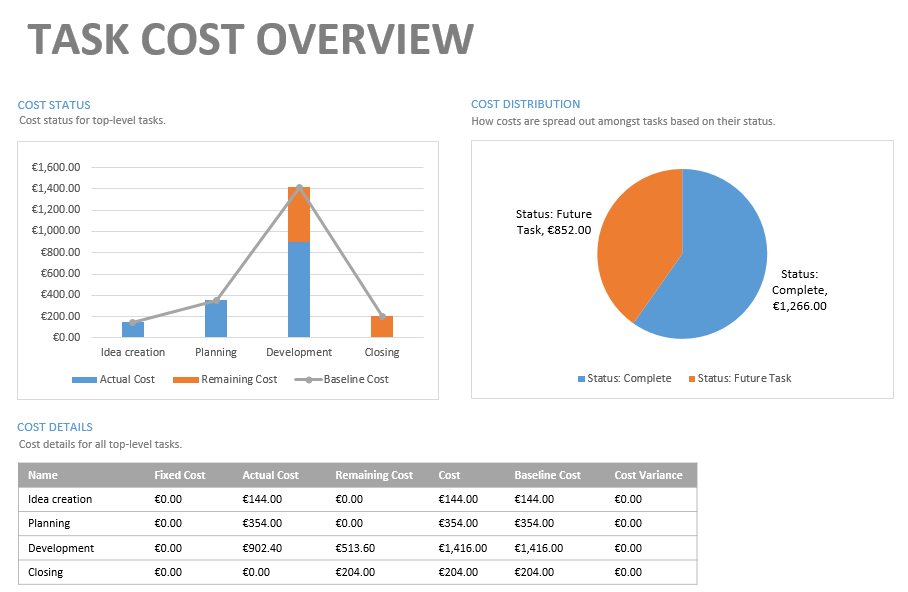 TASK COST OVERVIEW
COST STATUS
Cost status for top-level tasks.
€1,600.00
€1,400.00
€1,200.00
€1,000.00
€800.00
€600.00
€400.00
€200.00
€0.00
Idea creation Planning Development Closing
Actual Cost Remaining Cost Baseline Cost
COST DISTRIBUTION
How costs are spread out amongst tasks based on their status.
Status: Future
Task, €852.00
Status:
Complete,
€1,266.00
Status: Complete Status: Future Task
COST DETAILS
Cost details for all top-level tasks.
Name Fixed Cost Actual Cost Remaining Cost Cost Baseline Cost Cost Variance
Idea creation €0.00 €144.00 €0.00 €144.00 €144.00 €0.00
Planning €0.00 €354.00 €0.00 €354.00 €354.00 €0.00
Development €0.00 €902.40 €513.60 €1,416.00 €1,416.00 €0.00
Closing €0.00 €0.00 €204.00 €204.00 €204.00 €0.00